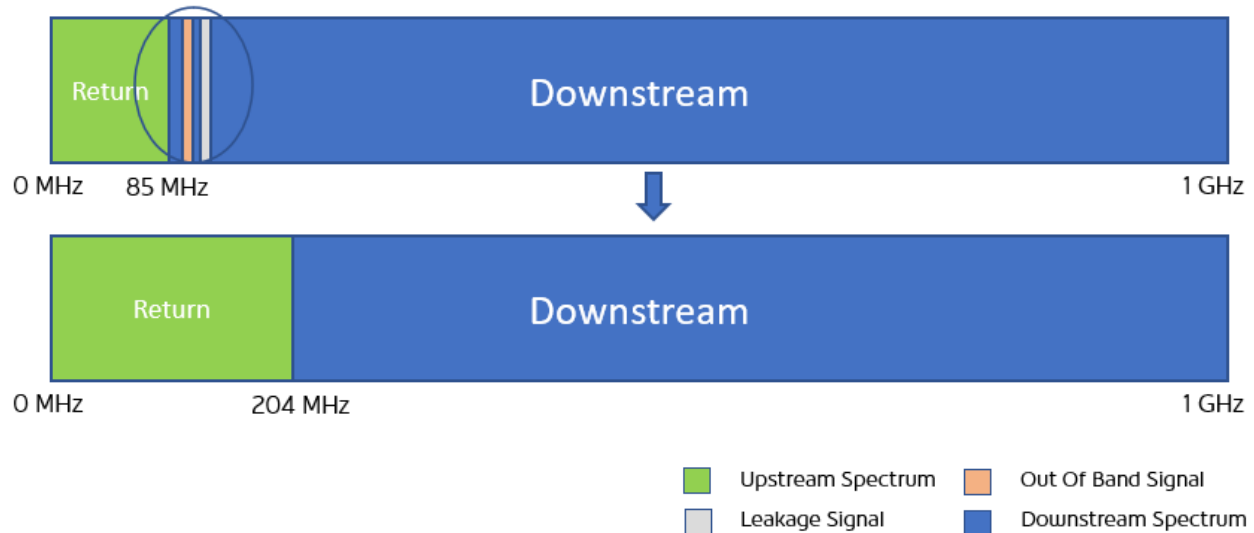 Return
Downstream
0 MHz
85 MHz
1 GHz
Return
Downstream
0 MHz
204 MHz
1 GHz
Upstream Spectrum
Out Of Band Signal
Leakage Signal
Downstream Spectrum